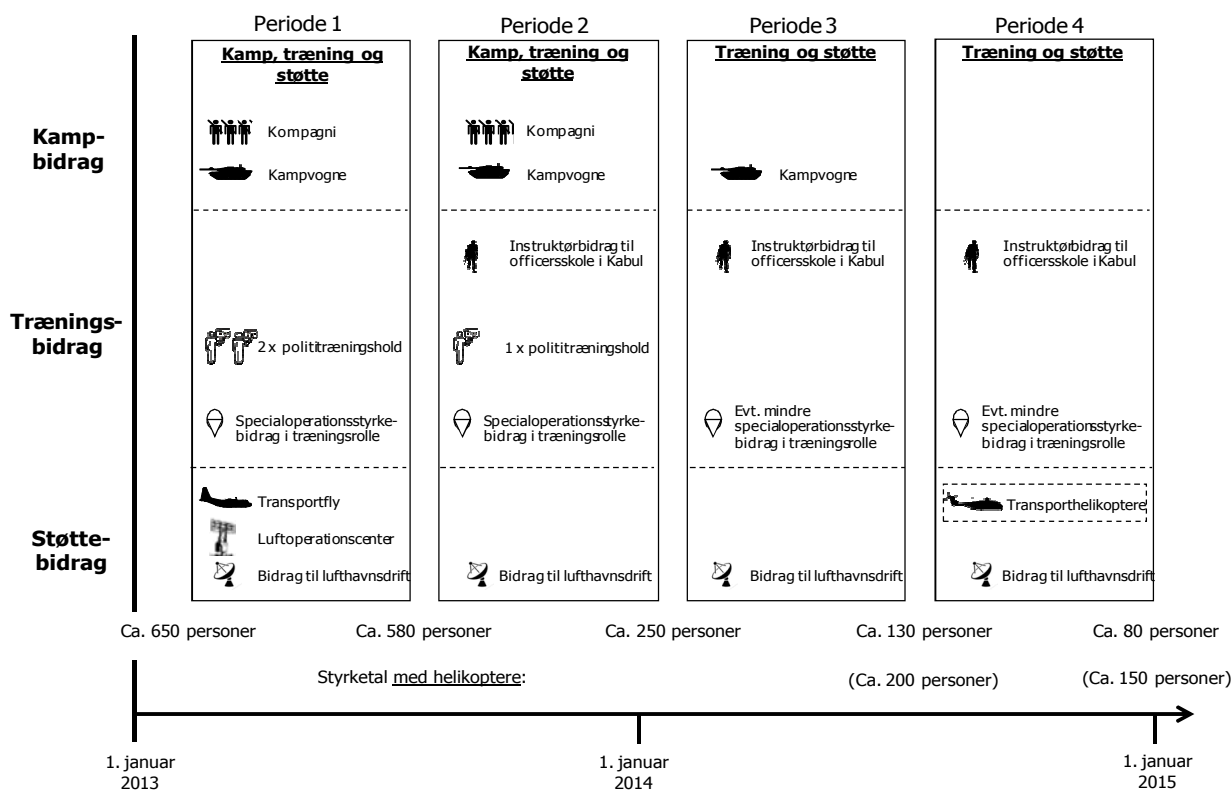 Periode 1
Periode 2
Periode 3
Periode 4
Kamp, træning og
støtte
Kamp, træning og
støtte
Træning og støtte
Træning og støtte
Kamp-
bidrag
Kompagni
Kompagni
Kampvogne
Kampvogne
Kampvogne
Trænings-
bidrag
Instruktørbidrag til
officersskole i Kabul
Instruktørbidrag til
officersskole i Kabul
Instruktørbidrag til
officersskole i Kabul
2 x polititræningshold
1 x polititræningshold
Specialoperationsstyrke-
bidrag i træningsrolle
Specialoperationsstyrke-
bidrag i træningsrolle
Evt. mindre
specialoperationsstyrke-
bidrag i træningsrolle
Evt. mindre
specialoperationsstyrke-
bidrag i træningsrolle
Støtte-
bidrag
Transportfly
Transporthelikoptere
Luftoperationscenter
Bidrag til lufthavnsdrift
Bidrag til lufthavnsdrift
Bidrag til lufthavnsdrift
Bidrag til lufthavnsdrift
Ca. 650 personer
Ca. 580 personer
Ca. 250 personer
Ca. 130 personer
Ca. 80 personer
Styrketal med helikoptere:
(Ca. 200 personer)
(Ca. 150 personer)
1. januar
2013
1. januar
2014
1. januar
2015